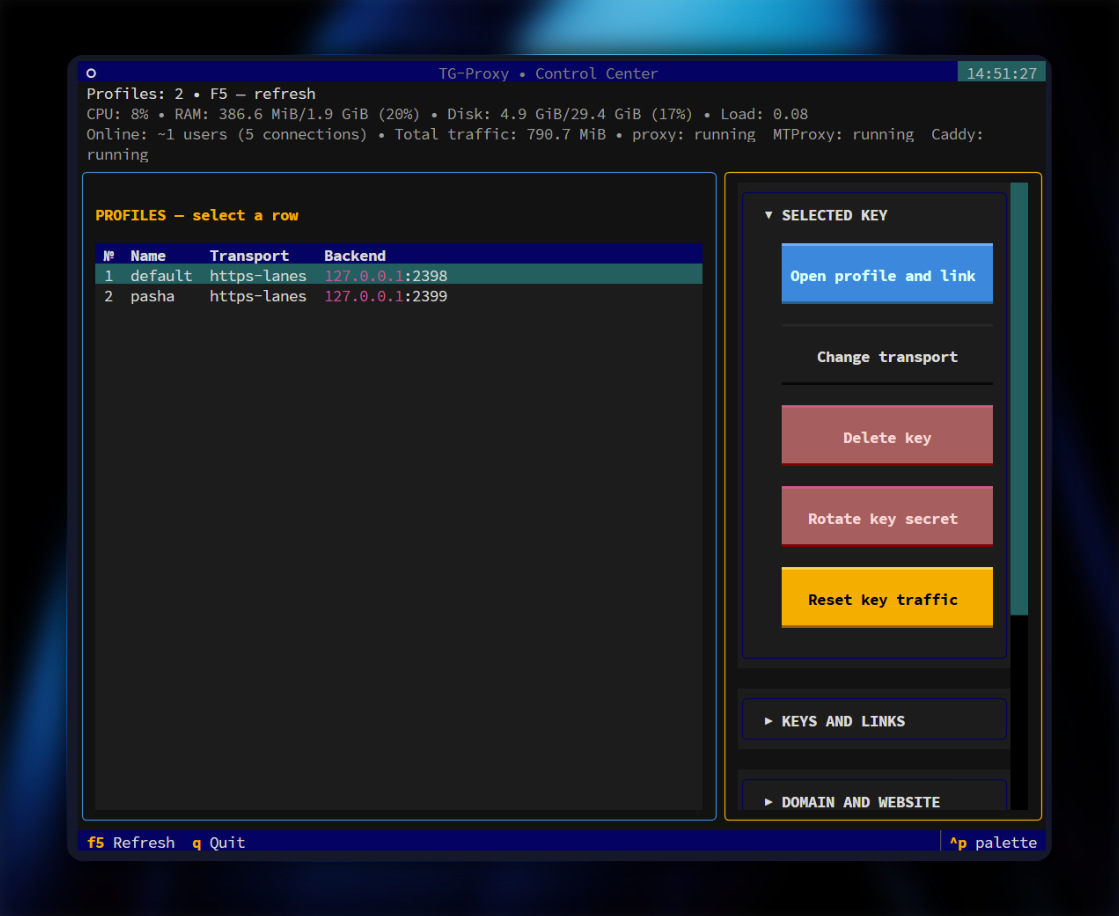 TG-Proxy • Control Center 14:51:27
Profiles: 2 • F5 — refresh
CPU: 8% • RAM: 386.6 MiB/1.9 GiB (20%) • Disk: 4.9 GiB/29.4 GiB (17%) • Load: 0.08
Online: ~1 users (5 connections) • Total traffic: 790.7 MiB • proxy: running MTProxy: running Caddy:
running
PROFILES — select a row
№ Name Transport Backend
1 default https-lanes 127.0.0.1:2398
2 pasha https-lanes 127.0.0.1:2399
▼ SELECTED KEY
Open profile and link
Change transport
Delete key
Rotate key secret
Reset key traffic
▶ KEYS AND LINKS
▶ DOMAIN AND WEBSITE
f5 Refresh q Quit ^p palette